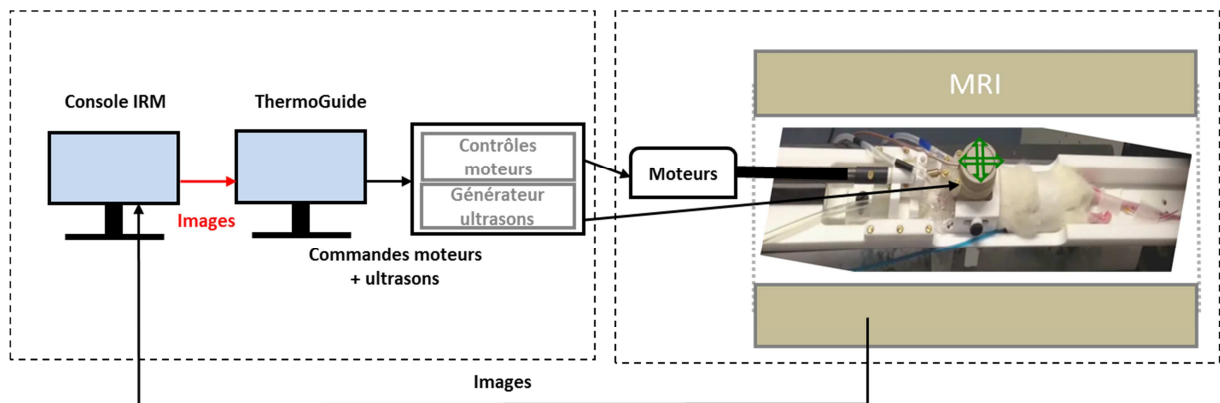 Console IRM
ThermoGuide
Images
Contrôles
moteurs
Générateur
ultrasons
Commandes moteurs
+ ultrasons
Moteurs
MRI
Images